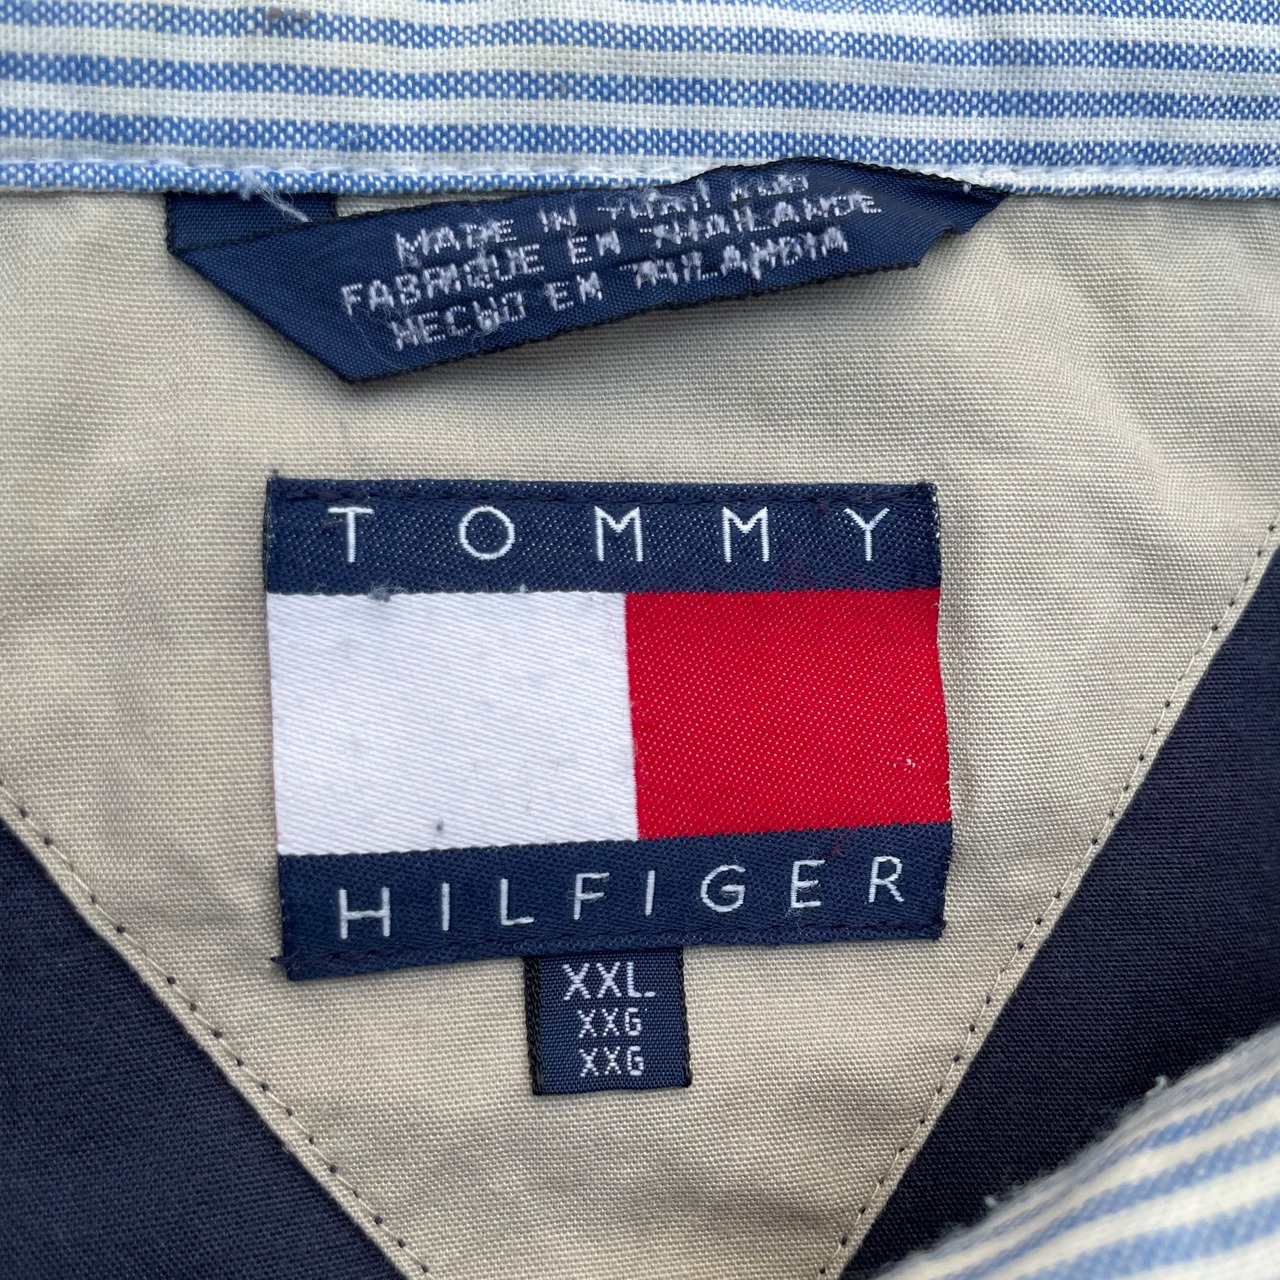 MADE IN THAILAND
FABRIQUE EN THAILANDE
HECHO EN TAILANDIA
TOMMY
HILFIGER
XXL
XXG
XXG